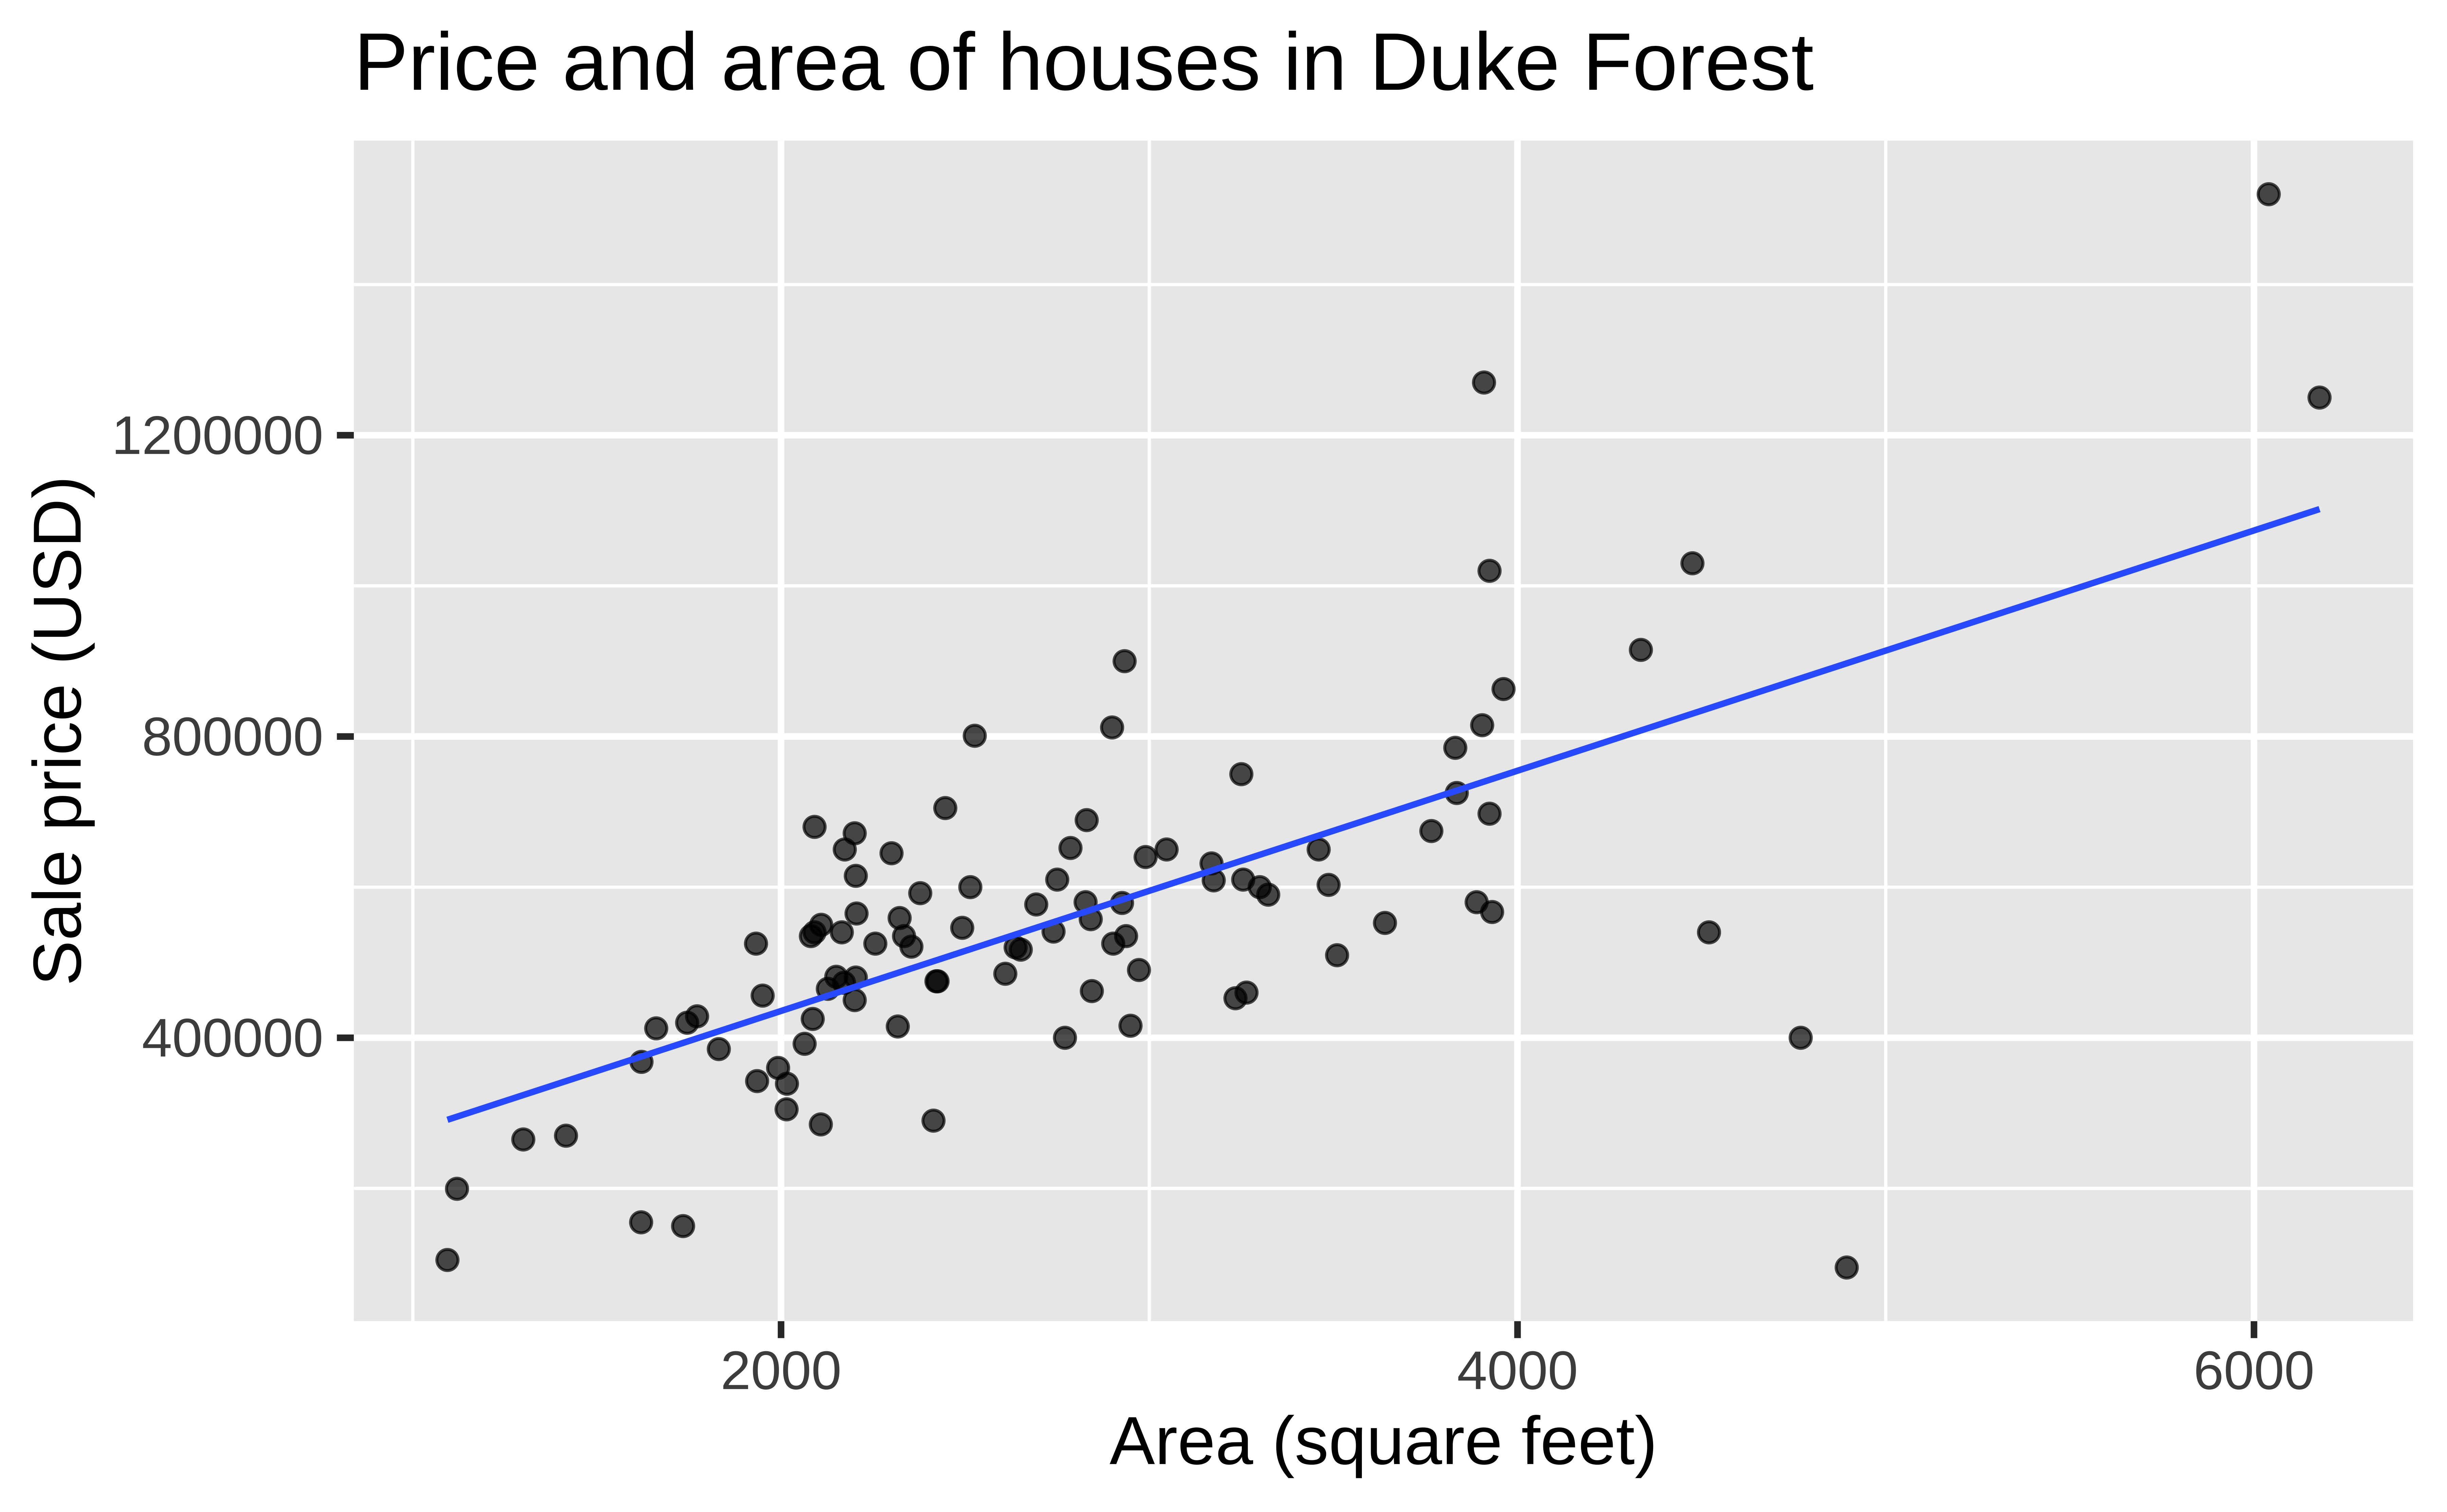 Price and area of houses in Duke Forest
Sale price (USD)
1200000
800000
400000
2000 4000 6000
Area (square feet)